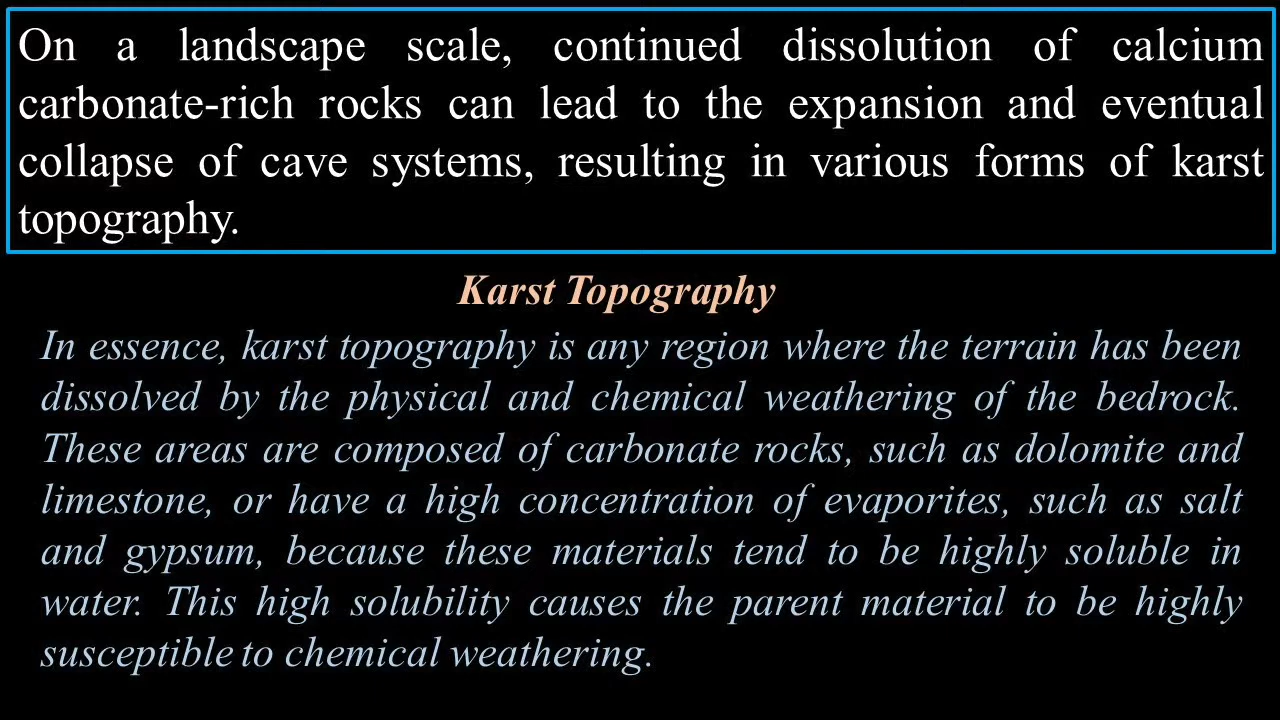 On a landscape scale, continued dissolution of calcium
carbonate-rich rocks can lead to the expansion and eventual
collapse of cave systems, resulting in various forms of karst
topography.
Karst Topography
In essence, karst topography is any region where the terrain has been
dissolved by the physical and chemical weathering of the bedrock.
These areas are composed of carbonate rocks, such as dolomite and
limestone, or have a high concentration of evaporites, such as salt
and gypsum, because these materials tend to be highly soluble in
water. This high solubility causes the parent material to be highly
susceptible to chemical weathering.